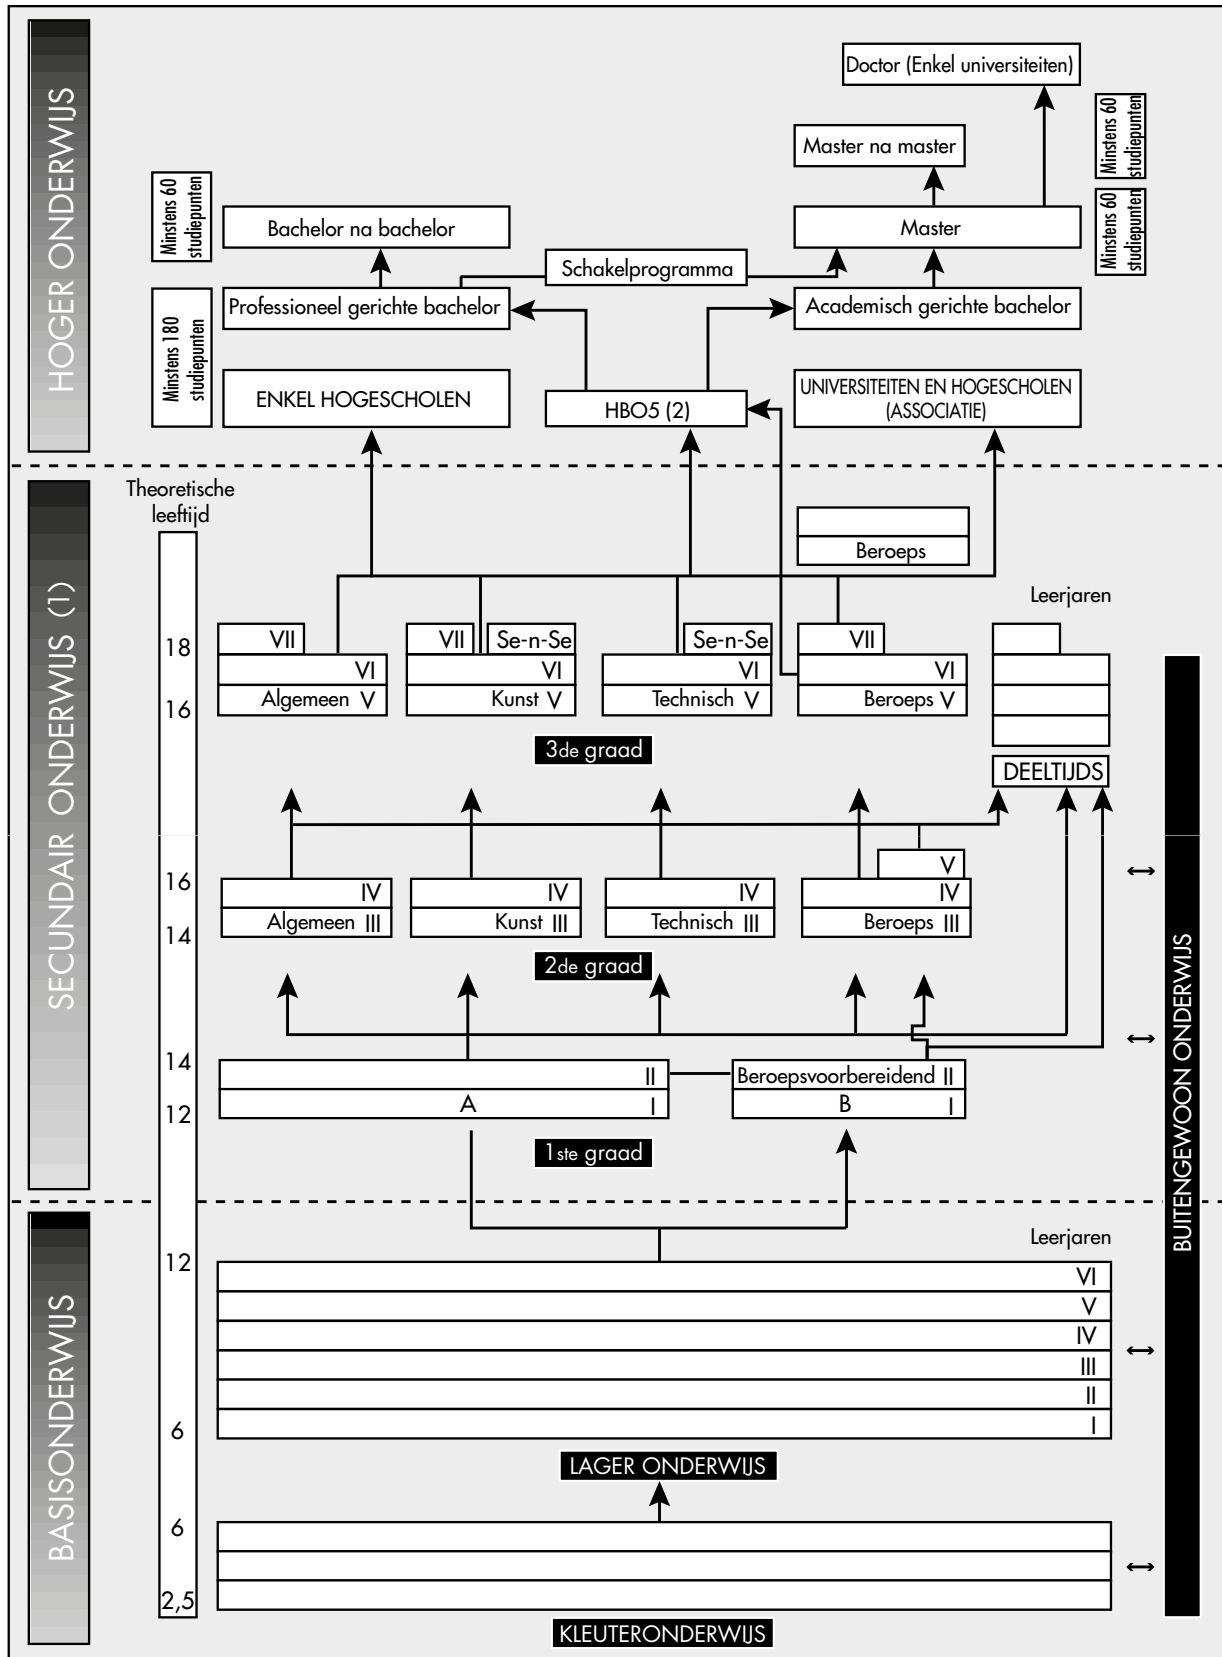 HOGER ONDERWIJS
Doctor (Enkel universiteiten)
Minstens 60
studiepunten
Master na master
Minstens 60
studiepunten
Bachelor na bachelor
Master
Minstens 60
studiepunten
Schakelprogramma
Professioneel gerichte bachelor
Academisch gerichte bachelor
Minstens 180
studiepunten
ENKEL HOGESCHOLEN
HBO5 (2)
UNIVERSITEITEN EN HOGESCHOLEN
(ASSOCIATIE)
SECUNDAIR ONDERWIJS (1)
Theoretische
leeftijd
Beroeps
Leerjaren
18
VII
VII
Se-n-Se
Se-n-Se
VII
VI
VI
VI
VI
16
Algemeen V
Kunst V
Technisch V
Beroeps V
3de graad
DEELTIJDS
V
16
IV
IV
IV
IV
14
Algemeen III
Kunst III
Technisch III
Beroeps III
2de graad
BUITENGEWOON ONDERWIJS
14
II
Beroepsvoorbereidend II
12
A I
B I
1ste graad
BASISONDERWIJS
Leerjaren
12
VI
V
IV
III
II
6
I
LAGER ONDERWIJS
6
2,5
KLEUTERONDERWIJS